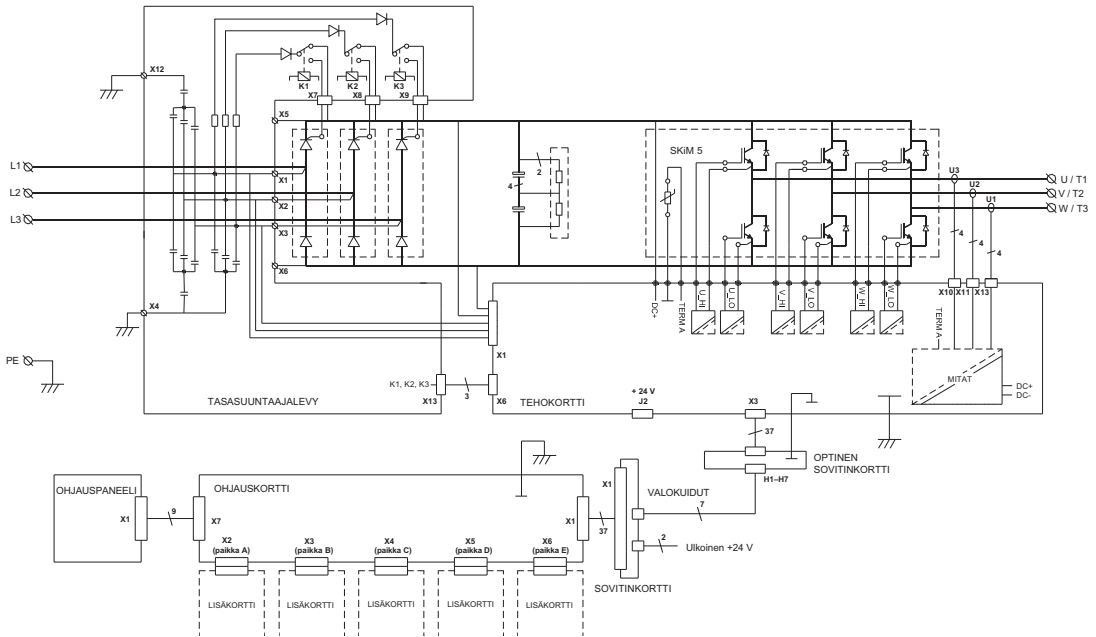 X12
K1
K2
K3
X7
X8
X9
X5
L1
L2
L3
X1
X2
X3
X6
X4
PE
2
4
SKiM 5
U3
U2
U1
U / T1
V / T2
W / T3
4
4
4
DC+
TERM A
U_HI
U_LO
V_HI
V_LO
W_HI
W_LO
X10
X11
X13
TERM A
MITAT
DC+
DC-
X1
K1, K2, K3
X13
3
X6
TASASUUNTAAJALEVY
TEHOKORTTI
+ 24 V
J2
X3
37
OPTINEN
SOVITINKORTTI
H1–H7
OHJAUSPANEELI
X1
9
X7
OHJAUSKORTTI
X2
(paikka A)
X3
(paikka B)
X4
(paikka C)
X5
(paikka D)
X6
(paikka E)
X1
37
X1
VALOKUIDUT
7
2
Ulkoinen +24 V
SOVITINKORTTI
LISÄKORTTI
LISÄKORTTI
LISÄKORTTI
LISÄKORTTI
LISÄKORTTI